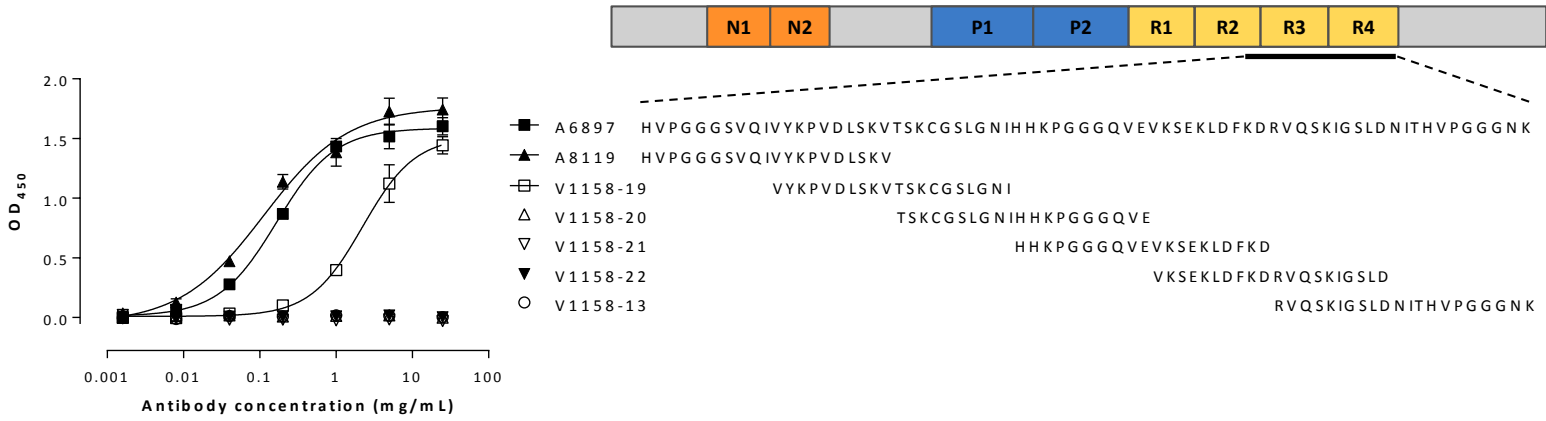 N1 N2 P1 P2 R1 R2 R3 R4
2.0
1.5
1.0
0.5
0.0
OD450
0.001 0.01 0.1 1 10 100
Antibody concentration (mg/mL)
A6897 HVPGGGSVQIVYKPVDLSKVTSKCGSLGNIHHKPGGGQVEVKSEKLDFKDRVQSKIGSLDNITHVPGGGNK
A8119 HVPGGGSVQIVYKPVDLSKV
V1158-19 VYKPVDLSKVTSKCGSLGNI
V1158-20 TSKCGSLGNIHHKPGGGQVE
V1158-21 HHKPGGGQVEVKSEKLDFKD
V1158-22 VKSEKLDFKDRVQSKIGSLD
V1158-13 RVQSKIGSLDNITHVPGGGNK